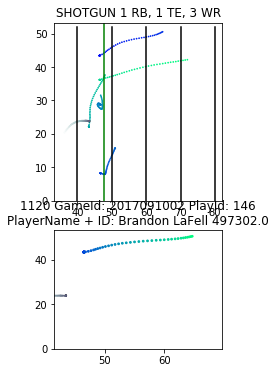 SHOTGUN 1 RB, 1 TE, 3 WR
50
40
30
20
10
0
40 50 60 70 80
1120 GameId: 2017091002 PlayId: 146
PlayerName + ID: Brandon LaFell 497302.0
40
20
0
50 60